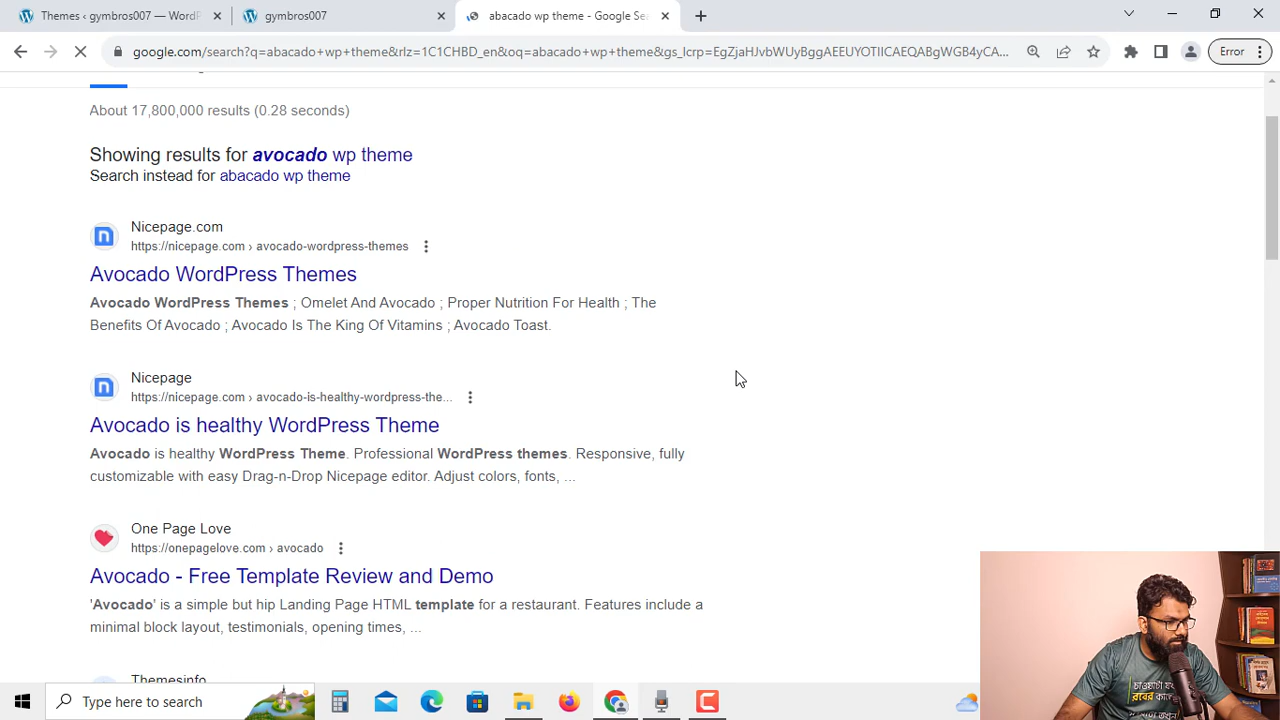 Themes ‹ gymbros007 — WordP
gymbros007
abacado wp theme - Google Sea
google.com/search?q=abacado+wp+theme&rlz=1C1CHBD_en&oq=abacado+wp+theme&gs_lcrp=EgZjaHJvbWUyBggAEEUYOTIICAEQABgWGB4yCA...
Error
About 17,800,000 results (0.28 seconds)
Showing results for avocado wp theme
Search instead for abacado wp theme
Nicepage.com
https://nicepage.com › avocado-wordpress-themes
Avocado WordPress Themes
Avocado WordPress Themes ; Omelet And Avocado ; Proper Nutrition For Health ; The
Benefits Of Avocado ; Avocado Is The King Of Vitamins ; Avocado Toast.
Nicepage
https://nicepage.com › avocado-is-healthy-wordpress-the...
Avocado is healthy WordPress Theme
Avocado is healthy WordPress Theme. Professional WordPress themes. Responsive, fully
customizable with easy Drag-n-Drop Nicepage editor. Adjust colors, fonts, ...
One Page Love
https://onepagelove.com › avocado
Avocado - Free Template Review and Demo
'Avocado' is a simple but hip Landing Page HTML template for a restaurant. Features include a
minimal block layout, testimonials, opening times, ...
Themesinfo
Type here to search